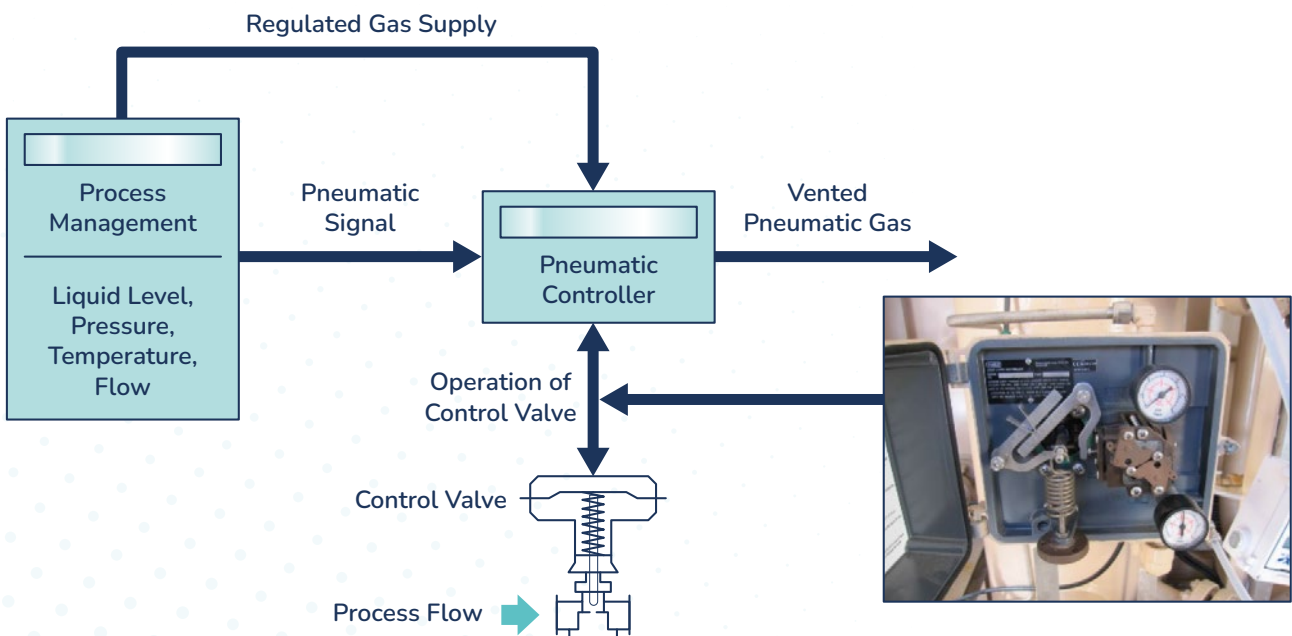 Regulated Gas Supply
Process
Management
Liquid Level,
Pressure,
Temperature,
Flow
Pneumatic
Signal
Pneumatic
Controller
Vented
Pneumatic Gas
Operation of
Control Valve
Control Valve
Process Flow